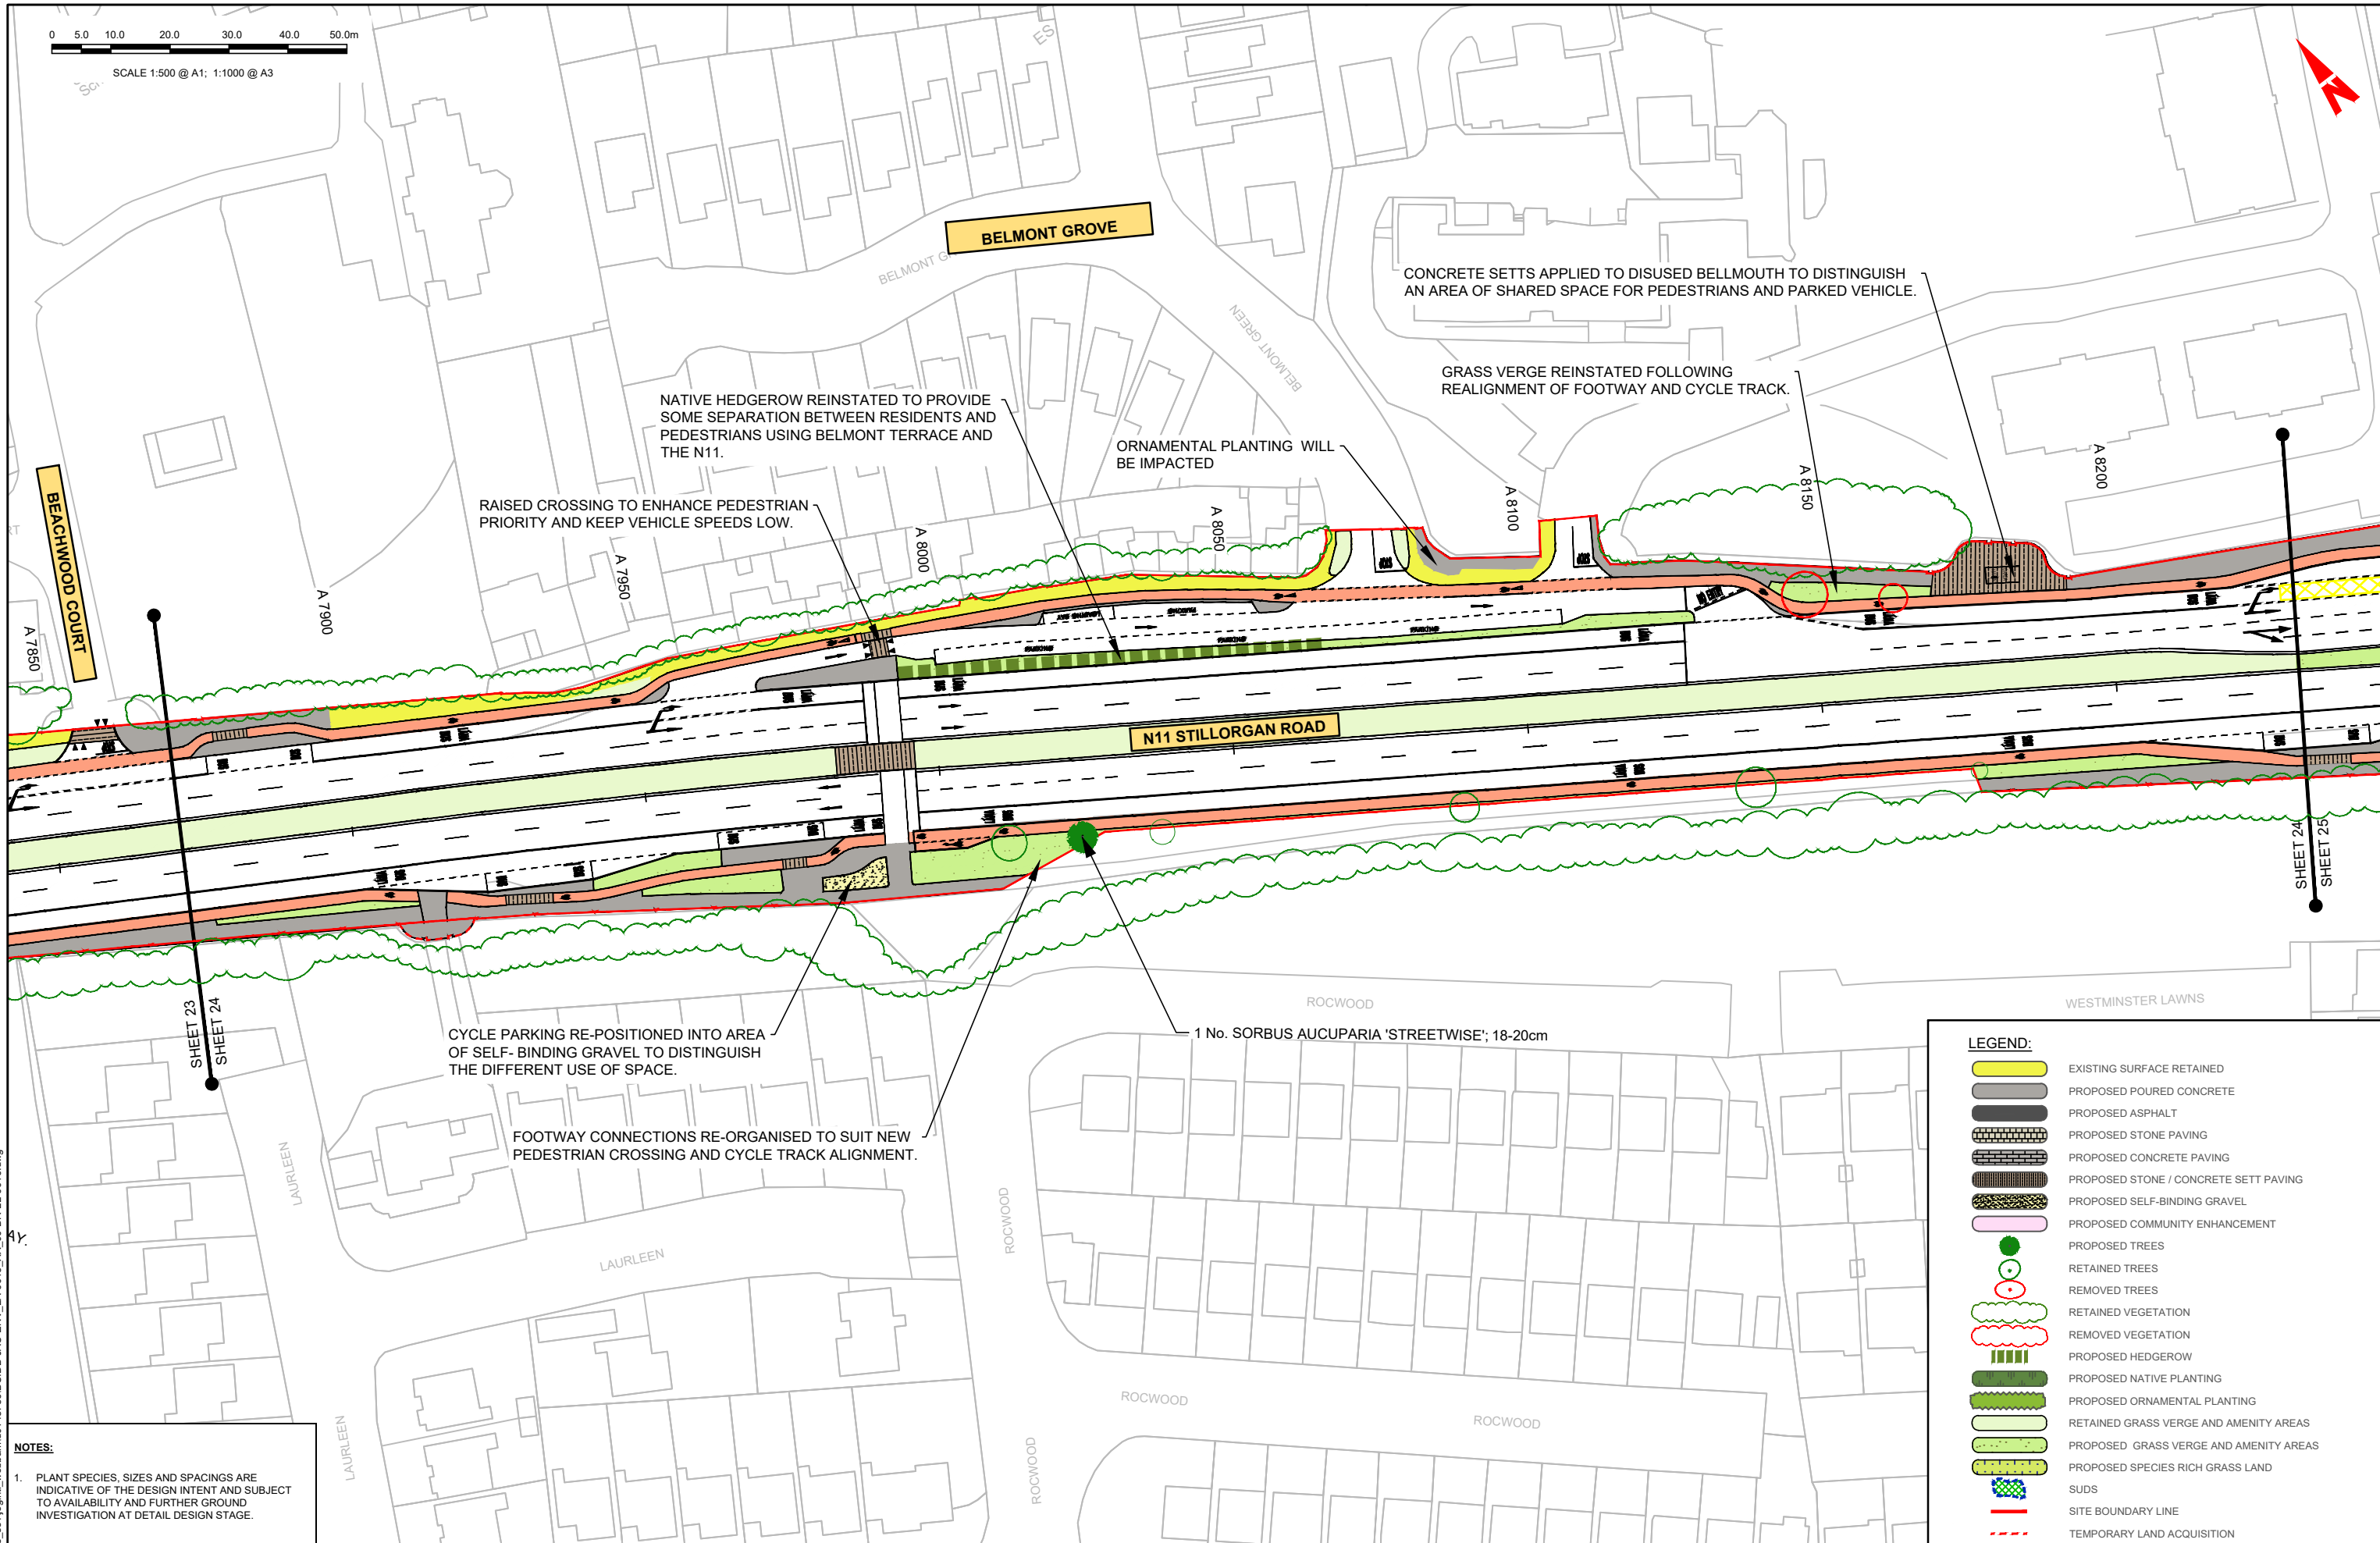 0 5.0 10.0 20.0 30.0 40.0 50.0m
SCALE 1:500 @ A1; 1:1000 @ A3
ES
N
BELMONT GROVE
BELMONT G
BELMONT GREEN
CONCRETE SETTS APPLIED TO DISUSED BELLMOUTH TO DISTINGUISH
AN AREA OF SHARED SPACE FOR PEDESTRIANS AND PARKED VEHICLE.
GRASS VERGE REINSTATED FOLLOWING
REALIGNMENT OF FOOTWAY AND CYCLE TRACK.
NATIVE HEDGEROW REINSTATED TO PROVIDE
SOME SEPARATION BETWEEN RESIDENTS AND
PEDESTRIANS USING BELMONT TERRACE AND
THE N11.
ORNAMENTAL PLANTING WILL
BE IMPACTED
RAISED CROSSING TO ENHANCE PEDESTRIAN
PRIORITY AND KEEP VEHICLE SPEEDS LOW.
BEACHWOOD COURT
RT
A 7850
A 7900
A 7950
A 8000
A 8050
A 8100
A 8150
A 8200
N11 STILLORGAN ROAD
SHEET 23
SHEET 24
SHEET 24
SHEET 25
CYCLE PARKING RE-POSITIONED INTO AREA
OF SELF- BINDING GRAVEL TO DISTINGUISH
THE DIFFERENT USE OF SPACE.
1 No. SORBUS AUCUPARIA 'STREETWISE'; 18-20cm
FOOTWAY CONNECTIONS RE-ORGANISED TO SUIT NEW
PEDESTRIAN CROSSING AND CYCLE TRACK ALIGNMENT.
ROCWOOD
WESTMINSTER LAWNS
LAURLEEN
LAURLEEN
LAURLEEN
ROCWOOD
ROCWOOD
ROCWOOD
ROCWOOD
AY.
NOTES:
1. PLANT SPECIES, SIZES AND SPACINGS ARE
INDICATIVE OF THE DESIGN INTENT AND SUBJECT
TO AVAILABILITY AND FURTHER GROUND
INVESTIGATION AT DETAIL DESIGN STAGE.
LEGEND:
EXISTING SURFACE RETAINED
PROPOSED POURED CONCRETE
PROPOSED ASPHALT
PROPOSED STONE PAVING
PROPOSED CONCRETE PAVING
PROPOSED STONE / CONCRETE SETT PAVING
PROPOSED SELF-BINDING GRAVEL
PROPOSED COMMUNITY ENHANCEMENT
PROPOSED TREES
RETAINED TREES
REMOVED TREES
RETAINED VEGETATION
REMOVED VEGETATION
PROPOSED HEDGEROW
PROPOSED NATIVE PLANTING
PROPOSED ORNAMENTAL PLANTING
RETAINED GRASS VERGE AND AMENITY AREAS
PROPOSED GRASS VERGE AND AMENITY AREAS
PROPOSED SPECIES RICH GRASS LAND
SUDS
SITE BOUNDARY LINE
TEMPORARY LAND ACQUISITION